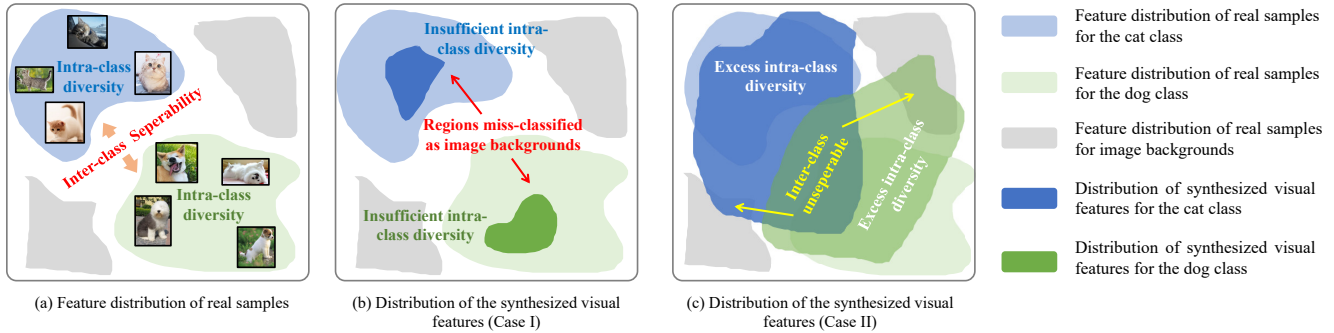 Intra-class
diversity
Inter-class Seperability
Intra-class
diversity
(a) Feature distribution of real samples
Insufficient intra-
class diversity
Regions miss-classified
as image backgrounds
Insufficient intra-
class diversity
(b) Distribution of the synthesized visual
features (Case I)
Excess intra-class
diversity
Inter-class
unseperable
Excess intra-class
diversity
(c) Distribution of the synthesized visual
features (Case II)
Feature distribution of real samples
for the cat class
Feature distribution of real samples
for the dog class
Feature distribution of real samples
for image backgrounds
Distribution of synthesized visual
features for the cat class
Distribution of synthesized visual
features for the dog class